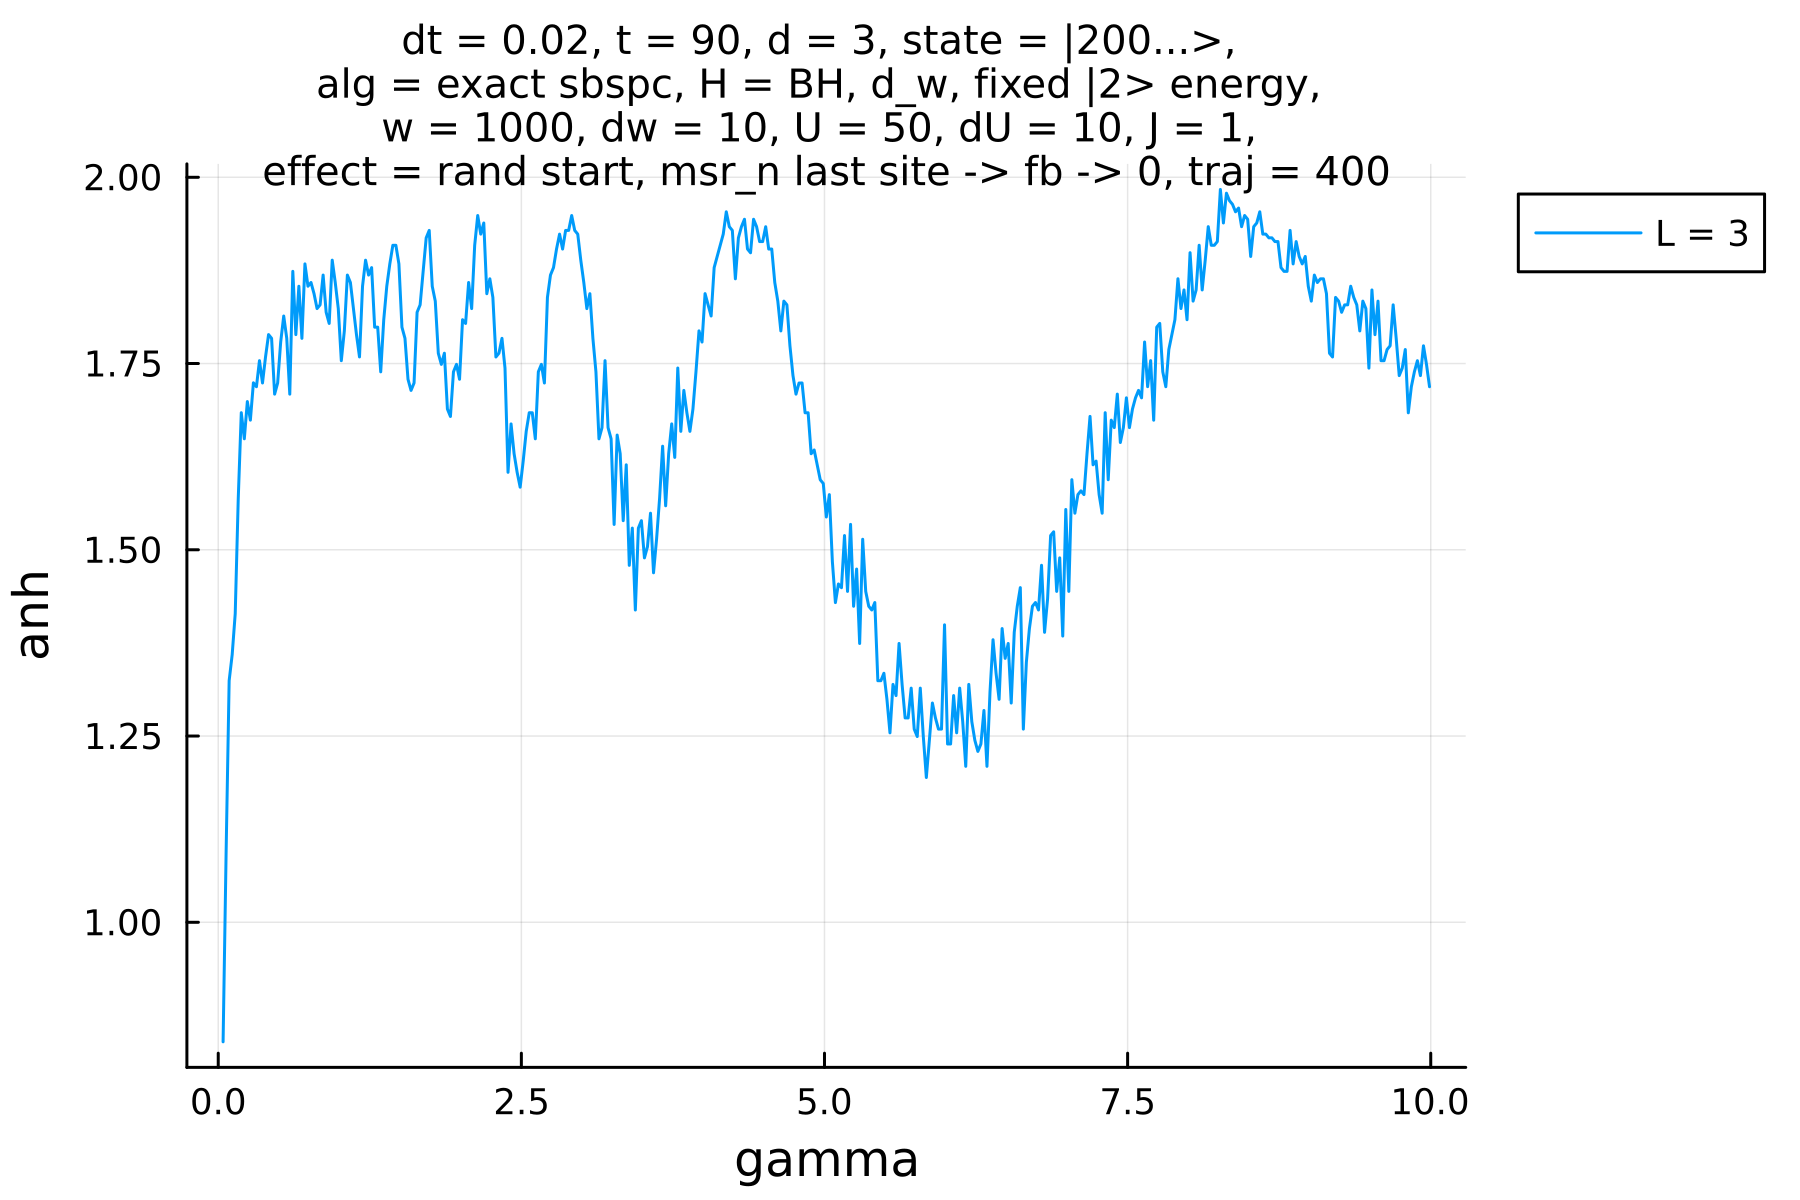 dt = 0.02, t = 90, d = 3, state = |200...>,
alg = exact sbspc, H = BH, d_w, fixed |2> energy,
w = 1000, dw = 10, U = 50, dU = 10, J = 1,
effect = rand start, msr_n last site -> fb -> 0, traj = 400
L = 3
2.00
1.75
1.50
1.25
1.00
anh
0.0 2.5 5.0 7.5 10.0
gamma